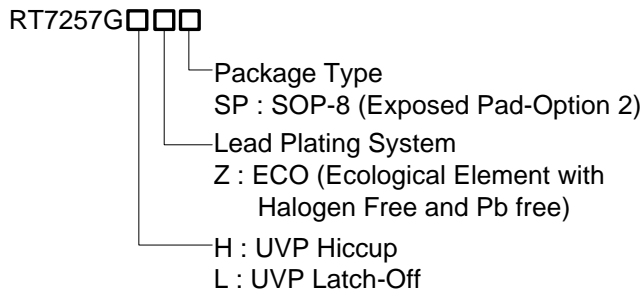 RT7257G□□□
Package Type
SP : SOP-8 (Exposed Pad-Option 2)
Lead Plating System
Z : ECO (Ecological Element with
Halogen Free and Pb free)
H : UVP Hiccup
L : UVP Latch-Off